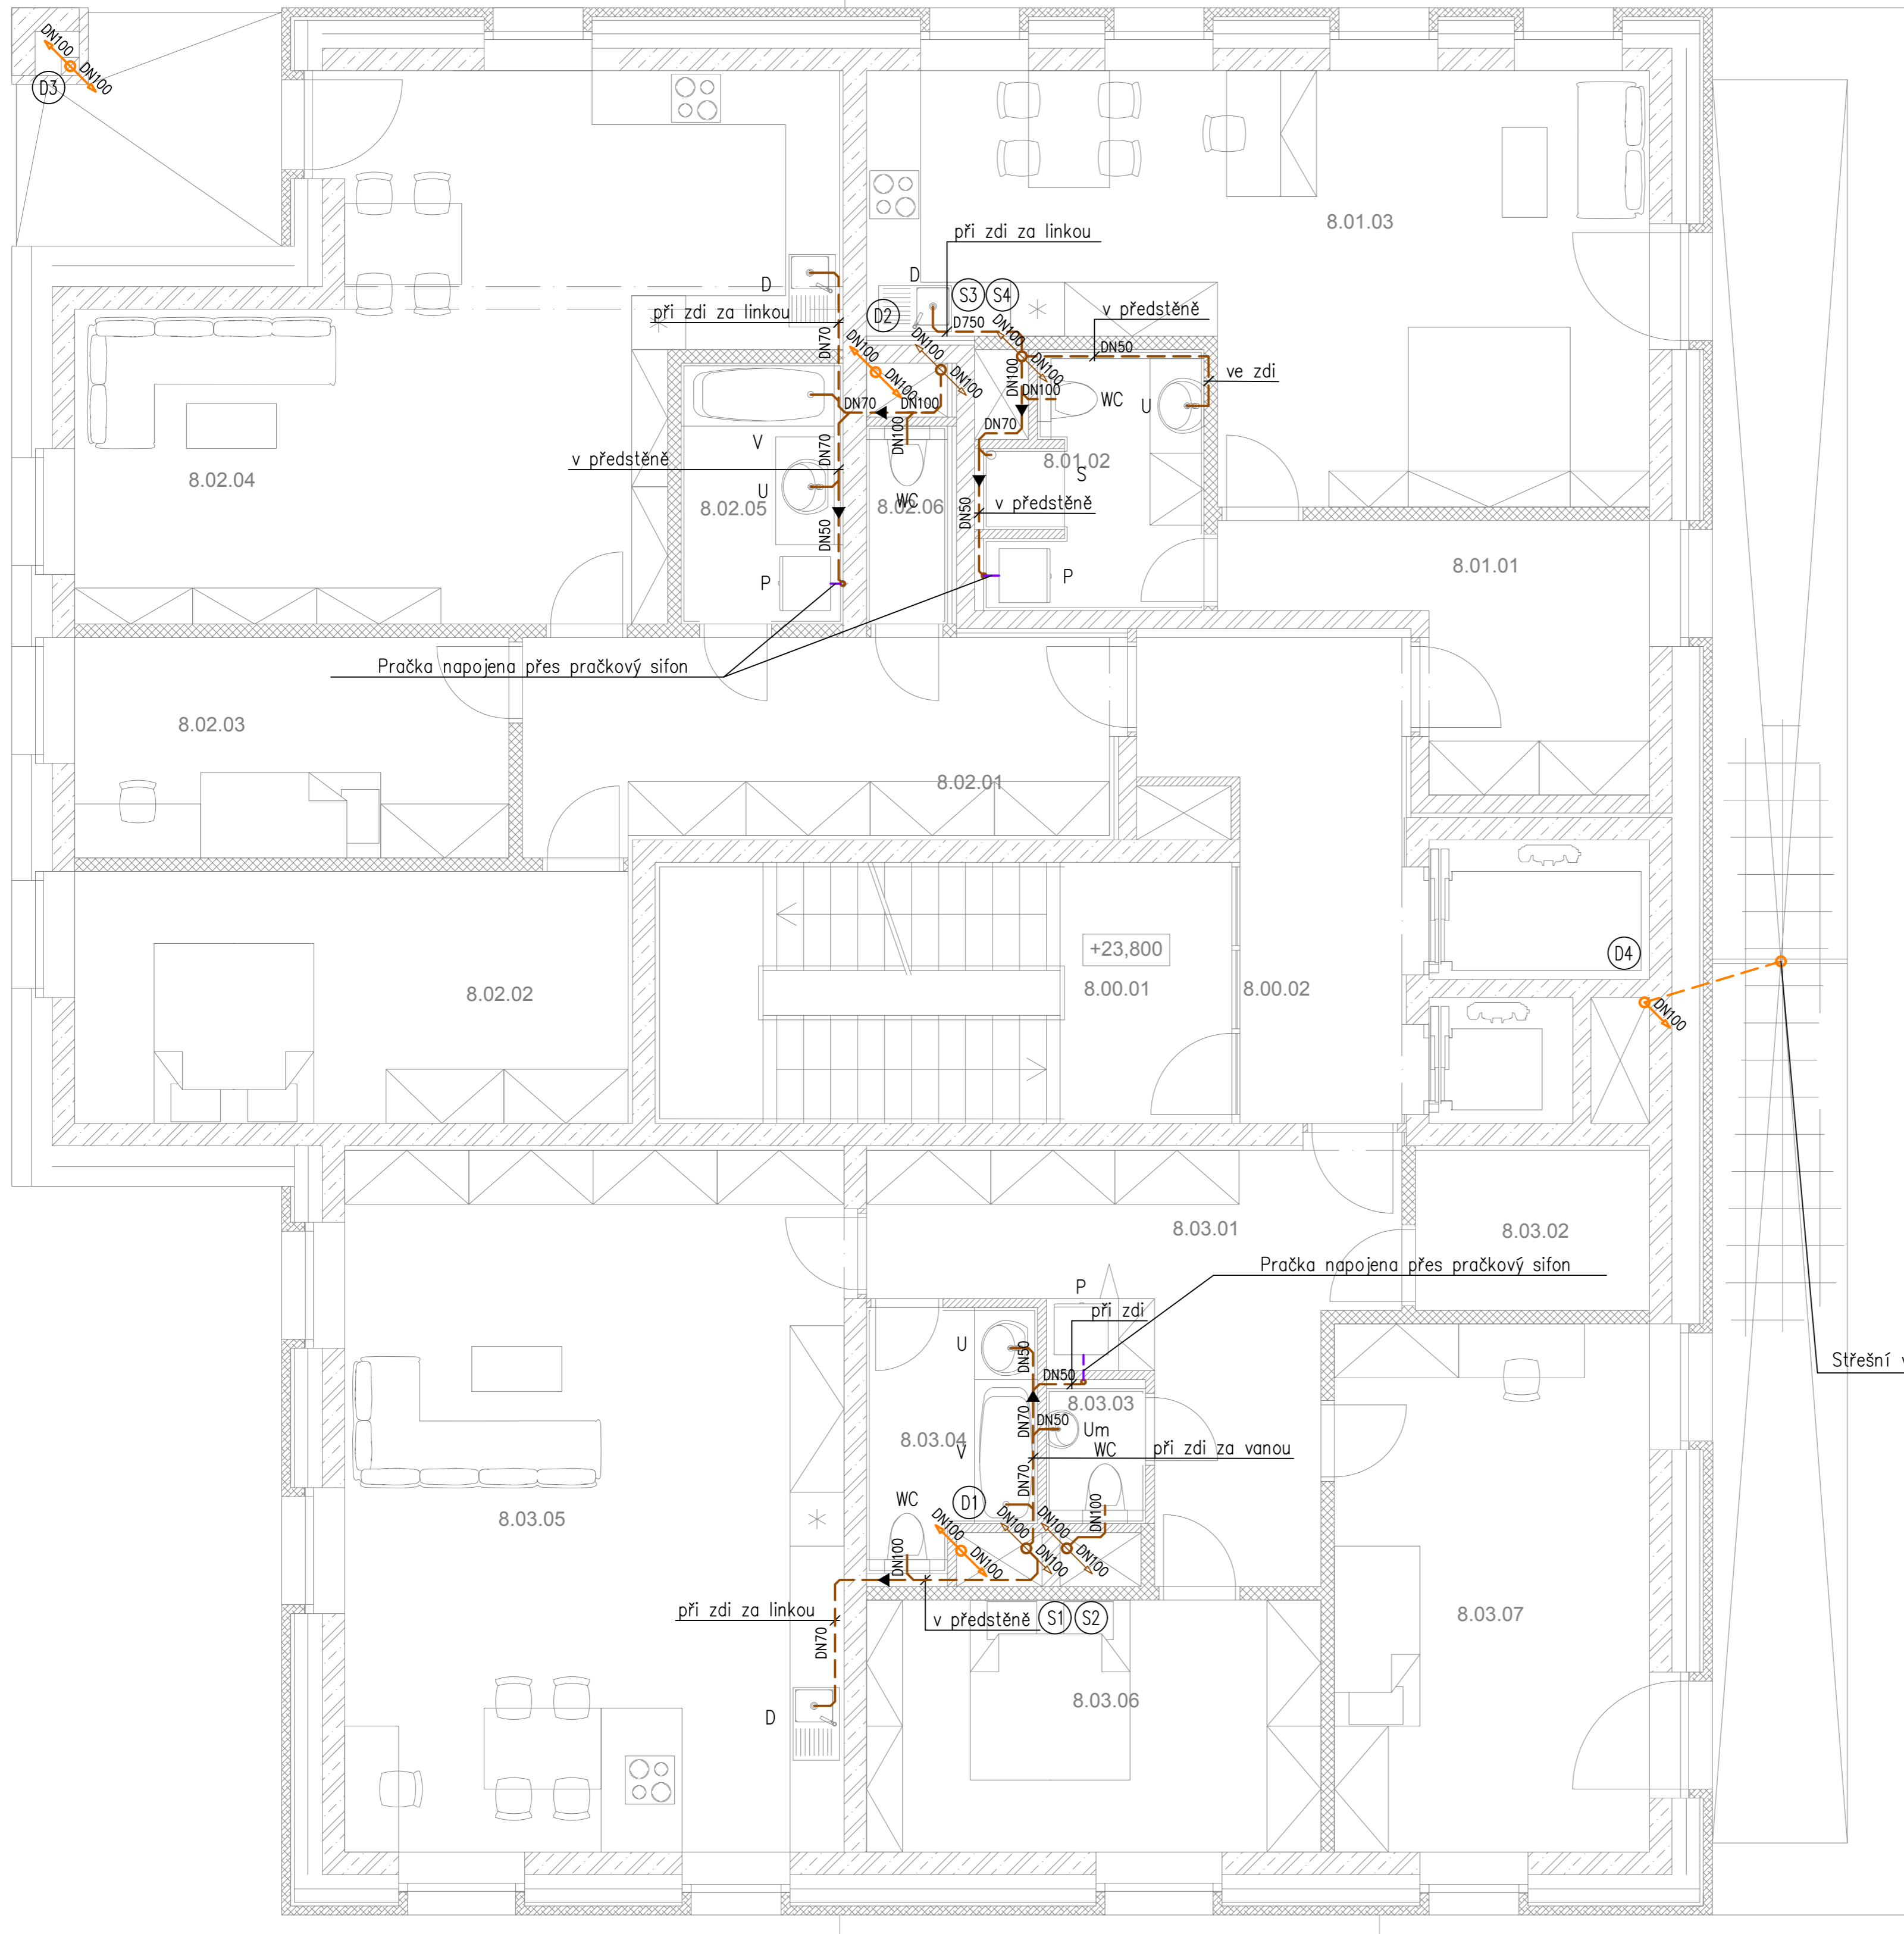 DN100
DN100
D3
8.01.03
při zdi za linkou
D
D
S3
S4
při zdi za linkou
D2
v předstěně
D750
DN70
DN100
DN100
DN50
DN100
DN100
DN100
DN100
DN100
DN100
ve zdi
WC
U
DN70
DN100
DN70
V
DN70
DN100
v předstěně
8.01.02
S
8.02.04
U
8.02.05
WC
8.02.06
v předstěně
DN50
DN50
8.01.01
P
P
Pračka napojena přes pračkový sifon
8.02.03
8.02.01
+23,800
D4
8.02.02
8.00.01
8.00.02
DN100
8.03.01
8.03.02
Pračka napojena přes pračkový sifon
P
při zdi
U
DN50
Střešní v
DN50
8.03.03
DN70
DN50
Um
8.03.04
V
WC
při zdi za vanou
DN70
WC
D1
8.03.05
DN100
DN100
DN100
DN100
DN100
DN100
DN100
DN100
při zdi za linkou
v předstěně
S1
S2
8.03.07
DN70
8.03.06
D